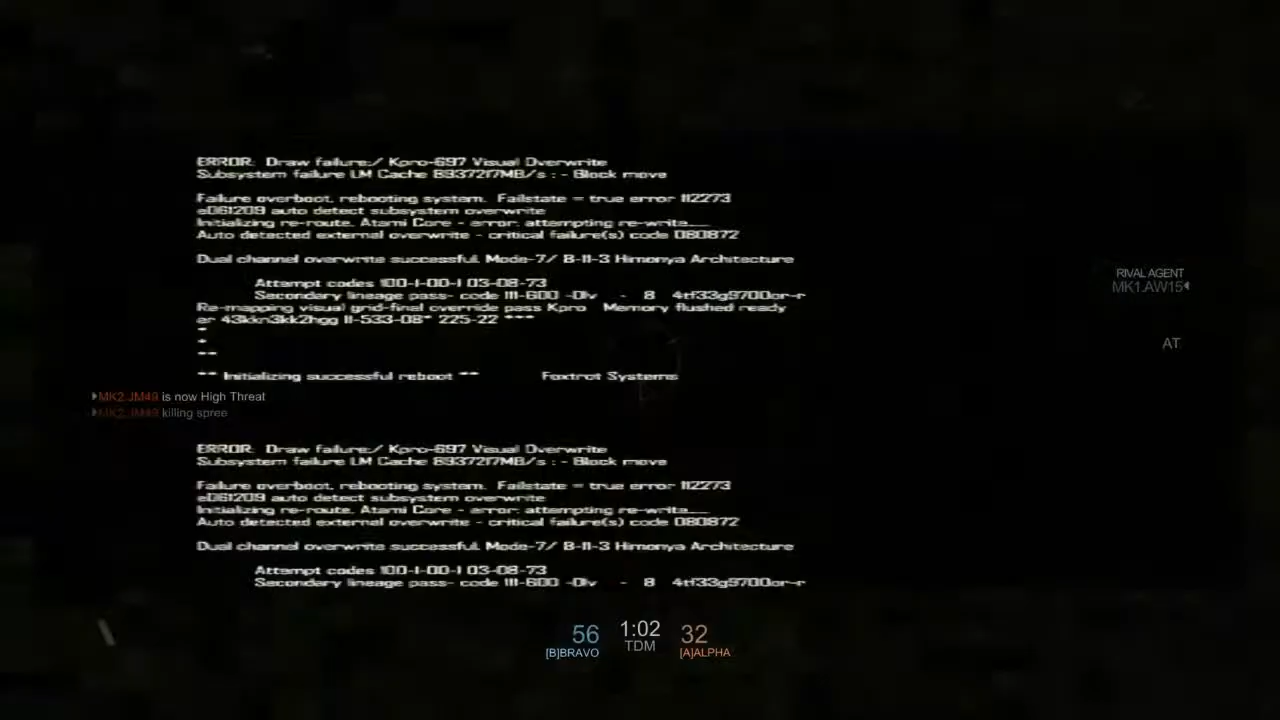 ERROR: Draw failure:/ Kpro-697 Visual Overwrite
Subsystem failure LM Cache 8937217MB/s : - Block move
Failure overboot, rebooting system. Failstate = true error 112273
e061209 auto detect subsystem overwrite
Initializing re-route. Atami Core - error: attempting re-write__
Auto detected external overwrite - critical failure(s) code 080872
Dual channel overwrite successful. Mode-7/ B-11-3 Himonya Architecture
Attempt codes 100-1-00-1 03-08-73
Secondary lineage pass- code 111-600 -Div - 8 4tf33g9700or-r
Re-mapping visual grid-final override pass Kpro Memory flushed ready
er 43kkn3kk2hgg 11-533-08* 225-22 ***
*
*
**
** Initializing successful reboot ** Foxtrot Systems
RIVAL AGENT
MK1.AW15
AT
MK2.JM49 is now High Threat
MK2.JM49 killing spree
ERROR: Draw failure:/ Kpro-697 Visual Overwrite
Subsystem failure LM Cache 8937217MB/s : - Block move
Failure overboot, rebooting system. Failstate = true error 112273
e061209 auto detect subsystem overwrite
Initializing re-route. Atami Core - error: attempting re-write__
Auto detected external overwrite - critical failure(s) code 080872
Dual channel overwrite successful. Mode-7/ B-11-3 Himonya Architecture
Attempt codes 100-1-00-1 03-08-73
Secondary lineage pass- code 111-600 -Div - 8 4tf33g9700or-r
56 1:02 32
[B]BRAVO TDM [A]ALPHA